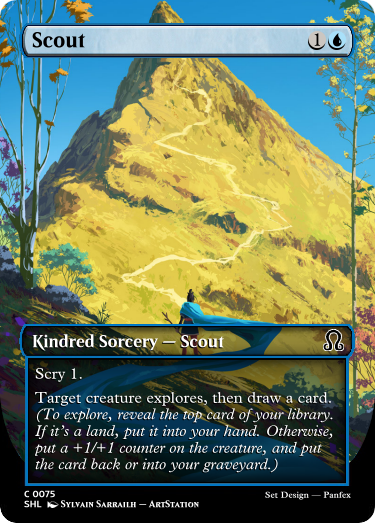 Scout 1
Kindred Sorcery — Scout
Scry 1.
Target creature explores, then draw a card.
(To explore, reveal the top card of your library.
If it's a land, put it into your hand. Otherwise,
put a +1/+1 counter on the creature, and put
the card back or into your graveyard.)
C 0075
Set Design — Panfex
SHL Sylvain Sarrailh — ArtStation